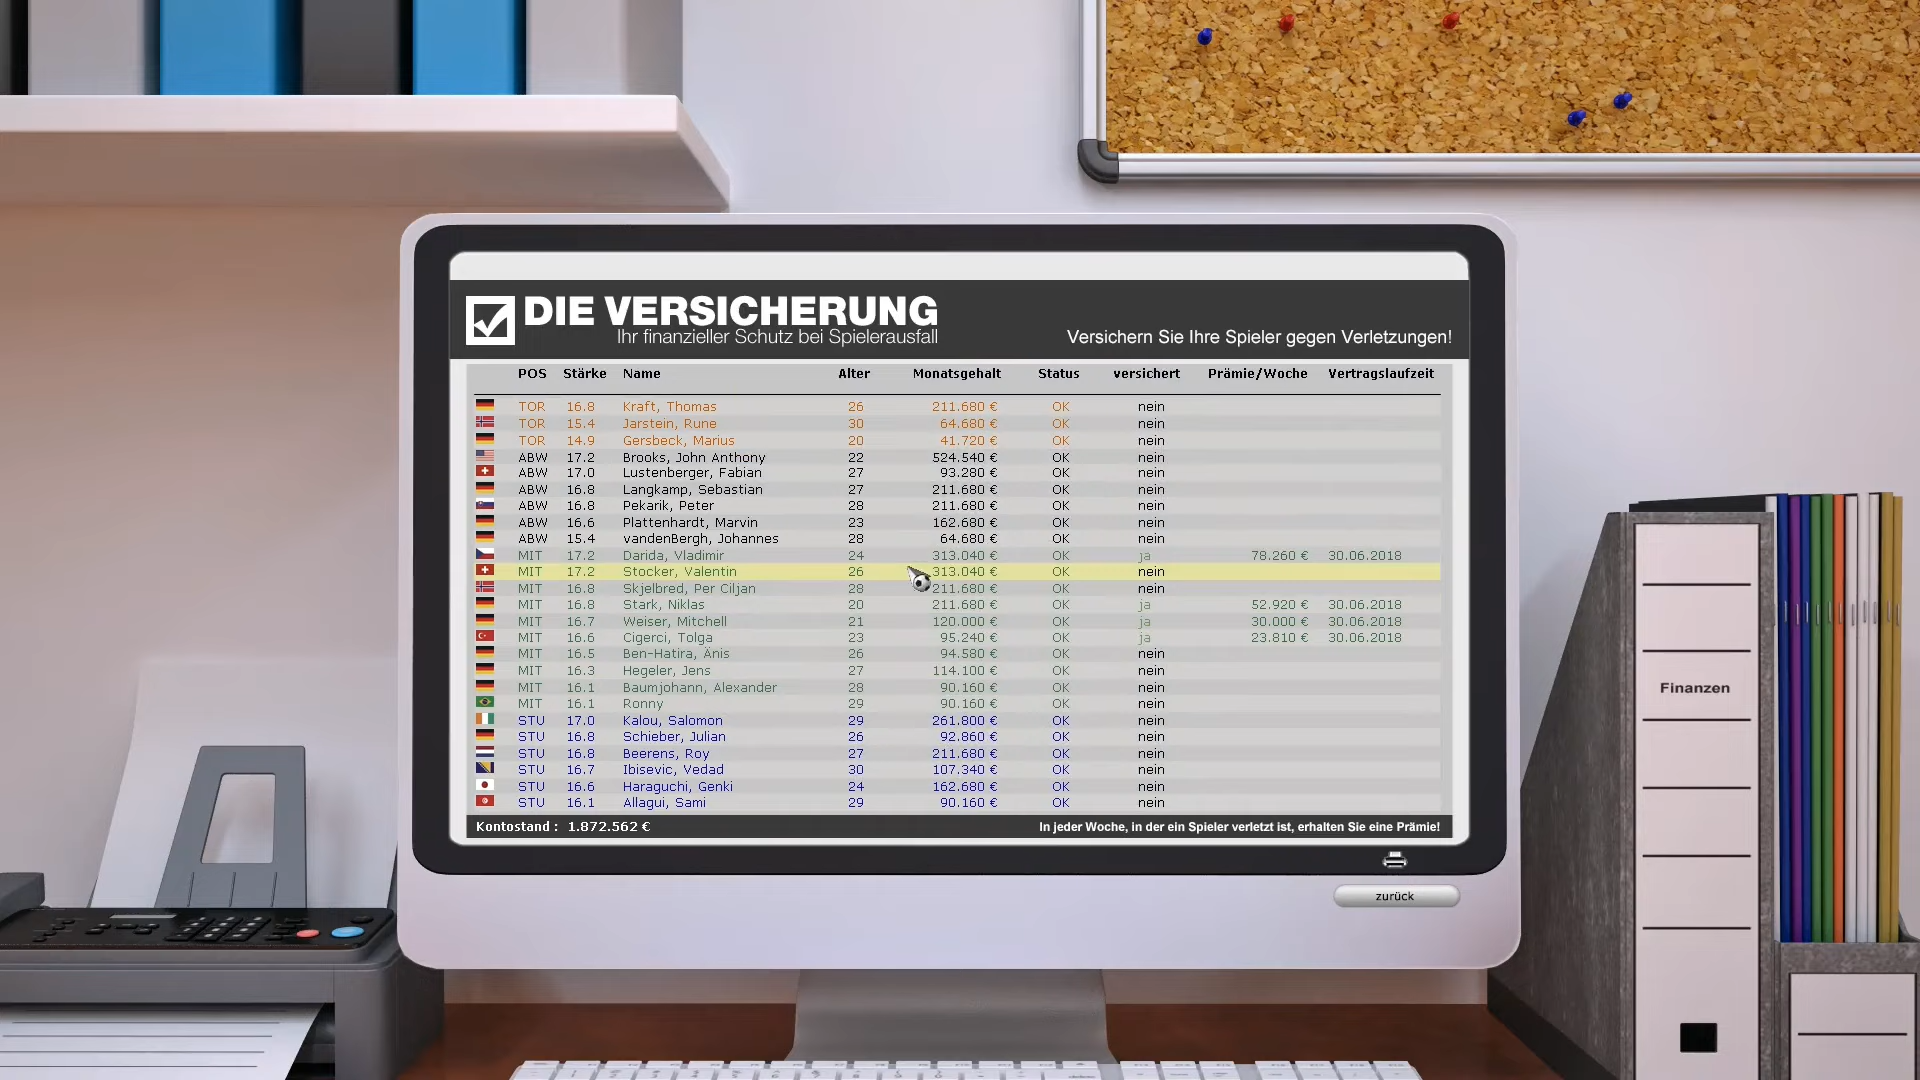 DIE VERSICHERUNG
Ihr finanzieller Schutz bei Spielerausfall
Versichern Sie Ihre Spieler gegen Verletzungen!
POS Stärke Name Alter Monatsgehalt Status versichert Prämie/Woche Vertragslaufzeit
TOR 16.8 Kraft, Thomas 26 211.680 € OK nein
TOR 15.4 Jarstein, Rune 30 64.680 € OK nein
TOR 14.9 Gersbeck, Marius 20 41.720 € OK nein
ABW 17.2 Brooks, John Anthony 22 524.540 € OK nein
ABW 17.0 Lustenberger, Fabian 27 93.280 € OK nein
ABW 16.8 Langkamp, Sebastian 27 211.680 € OK nein
ABW 16.8 Pekarik, Peter 28 211.680 € OK nein
ABW 16.6 Plattenhardt, Marvin 23 162.680 € OK nein
ABW 15.4 vandenBergh, Johannes 28 64.680 € OK nein
MIT 17.2 Darida, Vladimir 24 313.040 € OK ja 78.260 € 30.06.2018
MIT 17.2 Stocker, Valentin 26 313.040 € OK nein
MIT 16.8 Skjelbred, Per Ciljan 28 211.680 € OK nein
MIT 16.8 Stark, Niklas 20 211.680 € OK ja 52.920 € 30.06.2018
MIT 16.7 Weiser, Mitchell 21 120.000 € OK ja 30.000 € 30.06.2018
MIT 16.6 Cigerci, Tolga 23 95.240 € OK ja 23.810 € 30.06.2018
MIT 16.5 Ben-Hatira, Änis 26 94.580 € OK nein
MIT 16.3 Hegeler, Jens 27 114.100 € OK nein
MIT 16.1 Baumjohann, Alexander 28 90.160 € OK nein
MIT 16.1 Ronny 29 90.160 € OK nein
STU 17.0 Kalou, Salomon 29 261.800 € OK nein
STU 16.8 Schieber, Julian 26 92.860 € OK nein
STU 16.8 Beerens, Roy 27 211.680 € OK nein
STU 16.7 Ibisevic, Vedad 30 107.340 € OK nein
STU 16.6 Haraguchi, Genki 24 162.680 € OK nein
STU 16.1 Allagui, Sami 29 90.160 € OK nein
Kontostand : 1.872.562 €
In jeder Woche, in der ein Spieler verletzt ist, erhalten Sie eine Prämie!
zurück
Finanzen